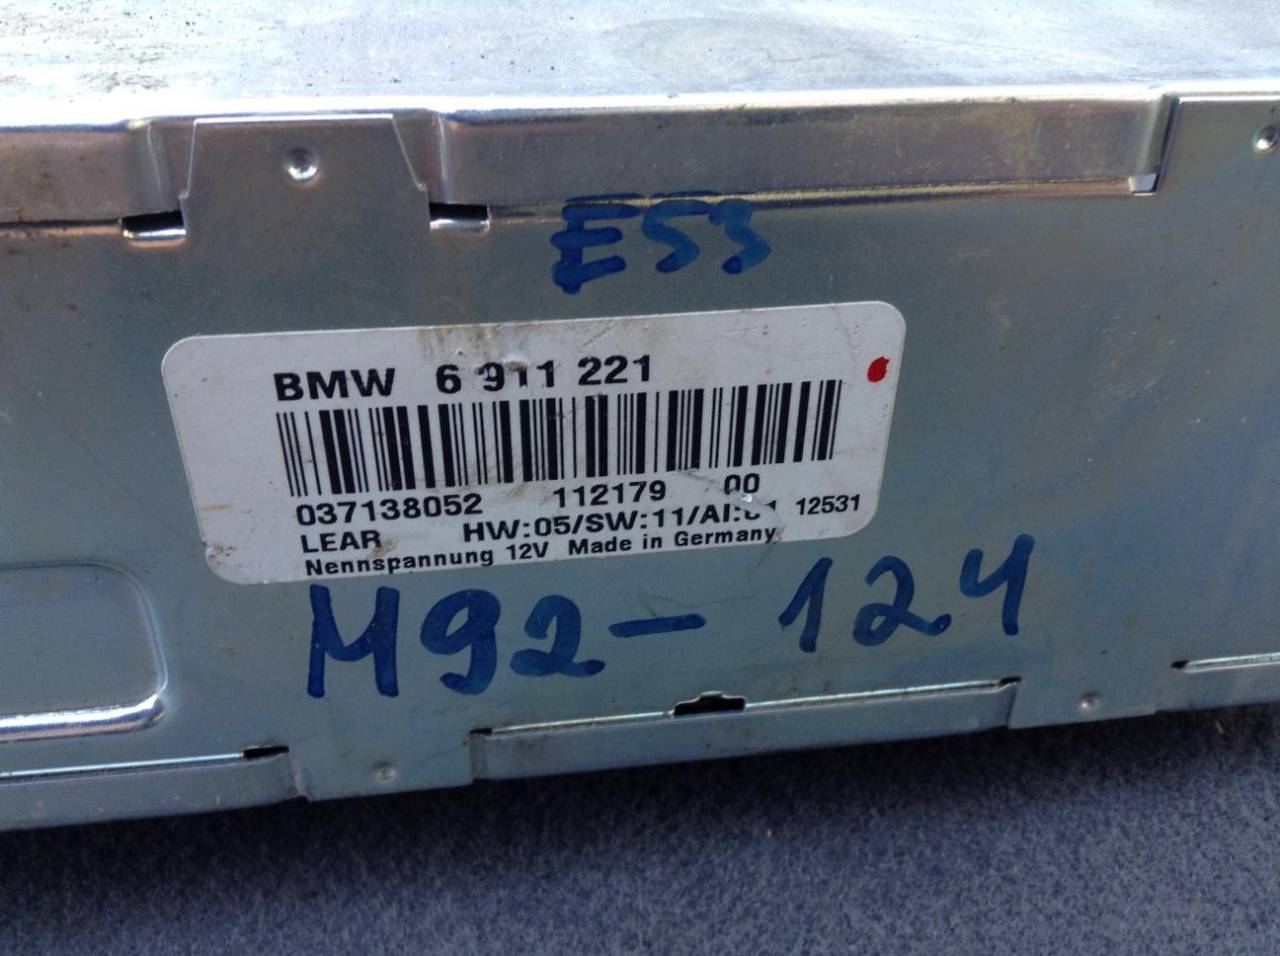 E53
BMW 6 911 221
037138052 112179 00
LEAR HW:05/SW:11/AI:01 12531
Nennspannung 12V Made in Germany
M92-124